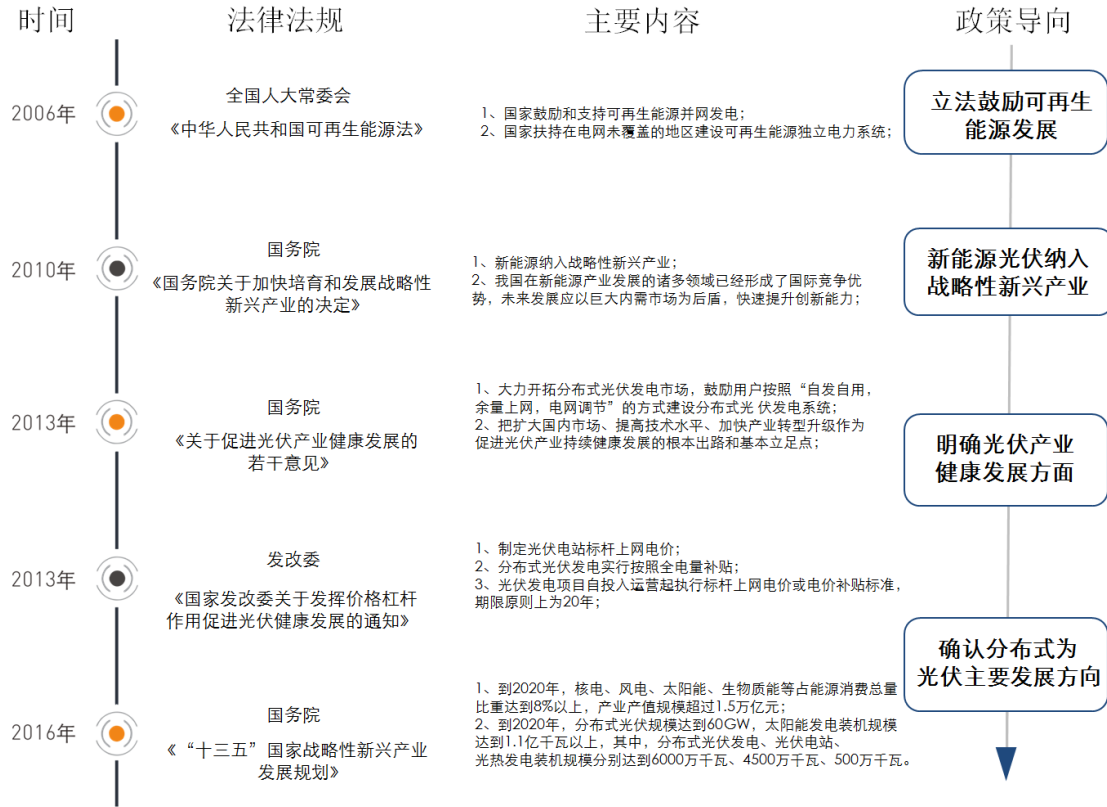 时间
法律法规
主要内容
政策导向
2006年
全国人大常委会
《中华人民共和国可再生能源法》
1、国家鼓励和支持可再生能源并网发电；
2、国家扶持在电网未覆盖的地区建设可再生能源独立电力系统；
立法鼓励可再生
能源发展
2010年
国务院
《国务院关于加快培育和发展战略性
新兴产业的决定》
1、新能源纳入战略性新兴产业；
2、我国在新能源产业发展的诸多领域已经形成了国际竞争优
势，未来发展应以巨大内需市场为后盾，快速提升创新能力；
新能源光伏纳入
战略性新兴产业
2013年
国务院
《关于促进光伏产业健康发展的
若干意见》
1、大力开拓分布式光伏发电市场，鼓励用户按照“自发自用，
余量上网，电网调节”的方式建设分布式光 伏发电系统；
2、把扩大国内市场、提高技术水平、加快产业转型升级作为
促进光伏产业持续健康发展的根本出路和基本立足点；
明确光伏产业
健康发展方面
2013年
发改委
《国家发改委关于发挥价格杠杆
作用促进光伏健康发展的通知》
1、制定光伏电站标杆上网电价；
2、分布式光伏发电实行按照全电量补贴；
3、光伏发电项目自投入运营起执行标杆上网电价或电价补贴标准，
期限原则上为20年；
确认分布式为
光伏主要发展方向
2016年
国务院
《“十三五”国家战略性新兴产业
发展规划》
1、到2020年，核电、风电、太阳能、生物质能等占能源消费总量
比重达到8%以上，产业产值规模超过1.5万亿元；
2、到2020年，分布式光伏规模达到60GW，太阳能发电装机规模
达到1.1亿千瓦以上，其中，分布式光伏发电、光伏电站、
光热发电装机规模分别达到6000万千瓦、4500万千瓦、500万千瓦。